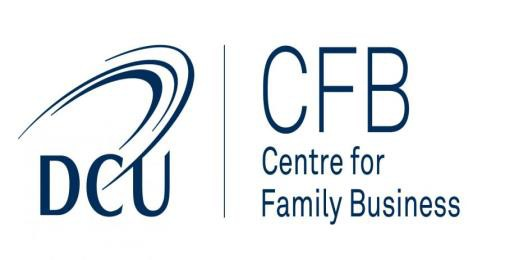 DCU
CFB
Centre for
Family Business